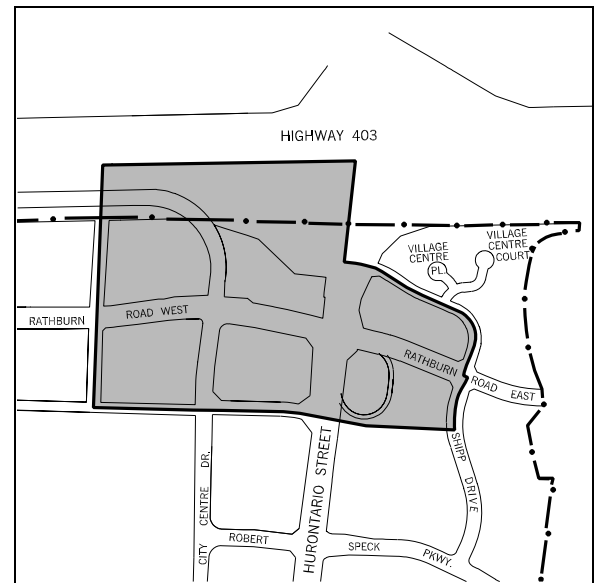 HIGHWAY 403
VILLAGE
CENTRE
PL.
VILLAGE
CENTRE
COURT
RATHBURN
ROAD WEST
RATHBURN
ROAD EAST
CITY CENTRE DR.
HURONTARIO STREET
SHIPP DRIVE
ROBERT
SPECK
PKWY.